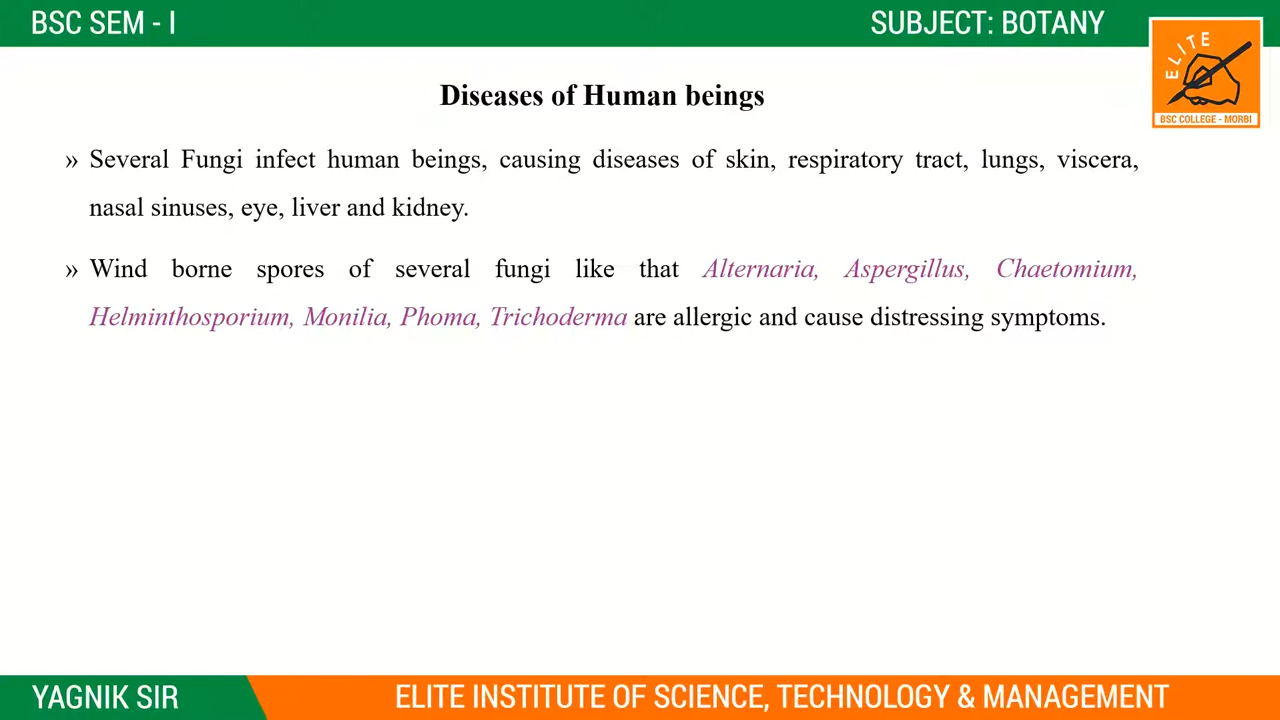 BSC SEM - I
SUBJECT: BOTANY
ELITE
BSC COLLEGE - MORBI
Diseases of Human beings
» Several Fungi infect human beings, causing diseases of skin, respiratory tract, lungs, viscera,
nasal sinuses, eye, liver and kidney.
» Wind borne spores of several fungi like that Alternaria, Aspergillus, Chaetomium,
Helminthosporium, Monilia, Phoma, Trichoderma are allergic and cause distressing symptoms.
YAGNIK SIR
ELITE INSTITUTE OF SCIENCE, TECHNOLOGY & MANAGEMENT